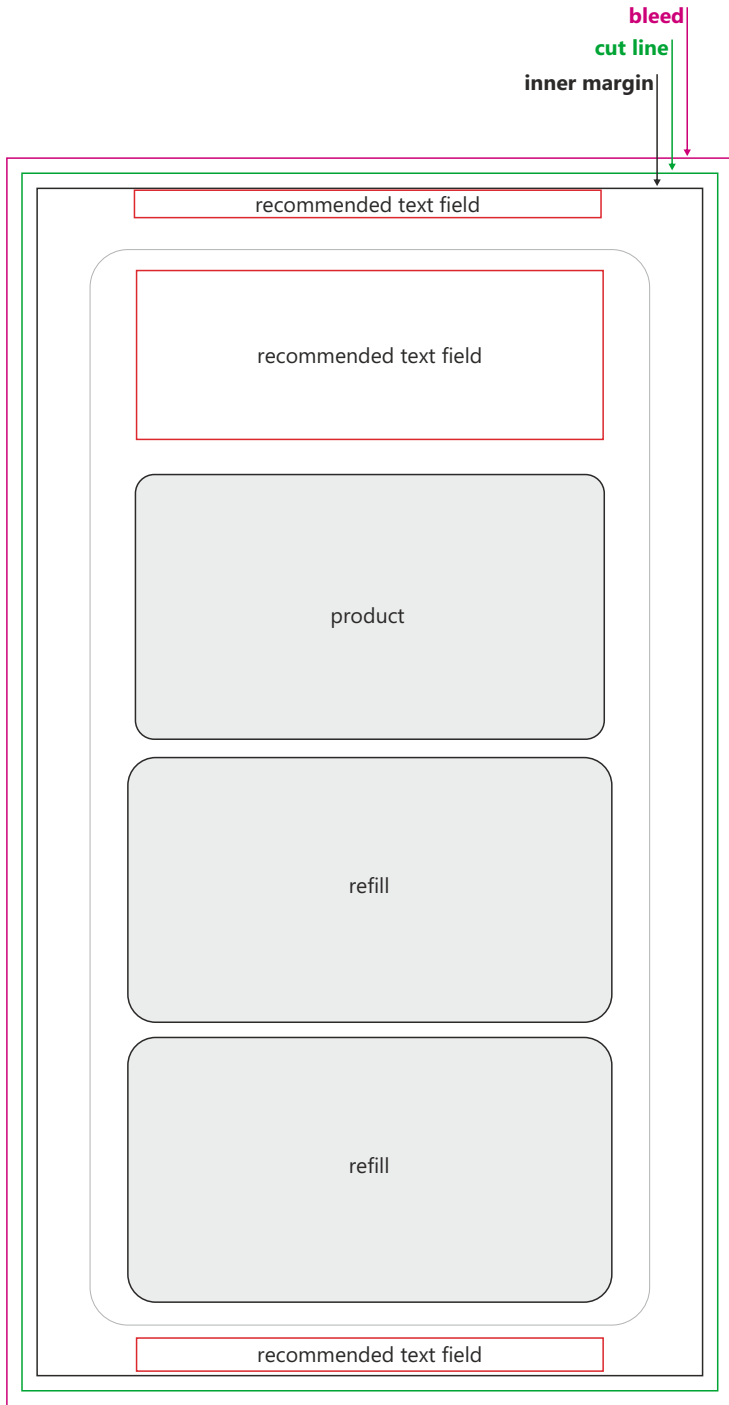 bleed
cut line
inner margin
recommended text field
recommended text field
product
refill
refill
recommended text field